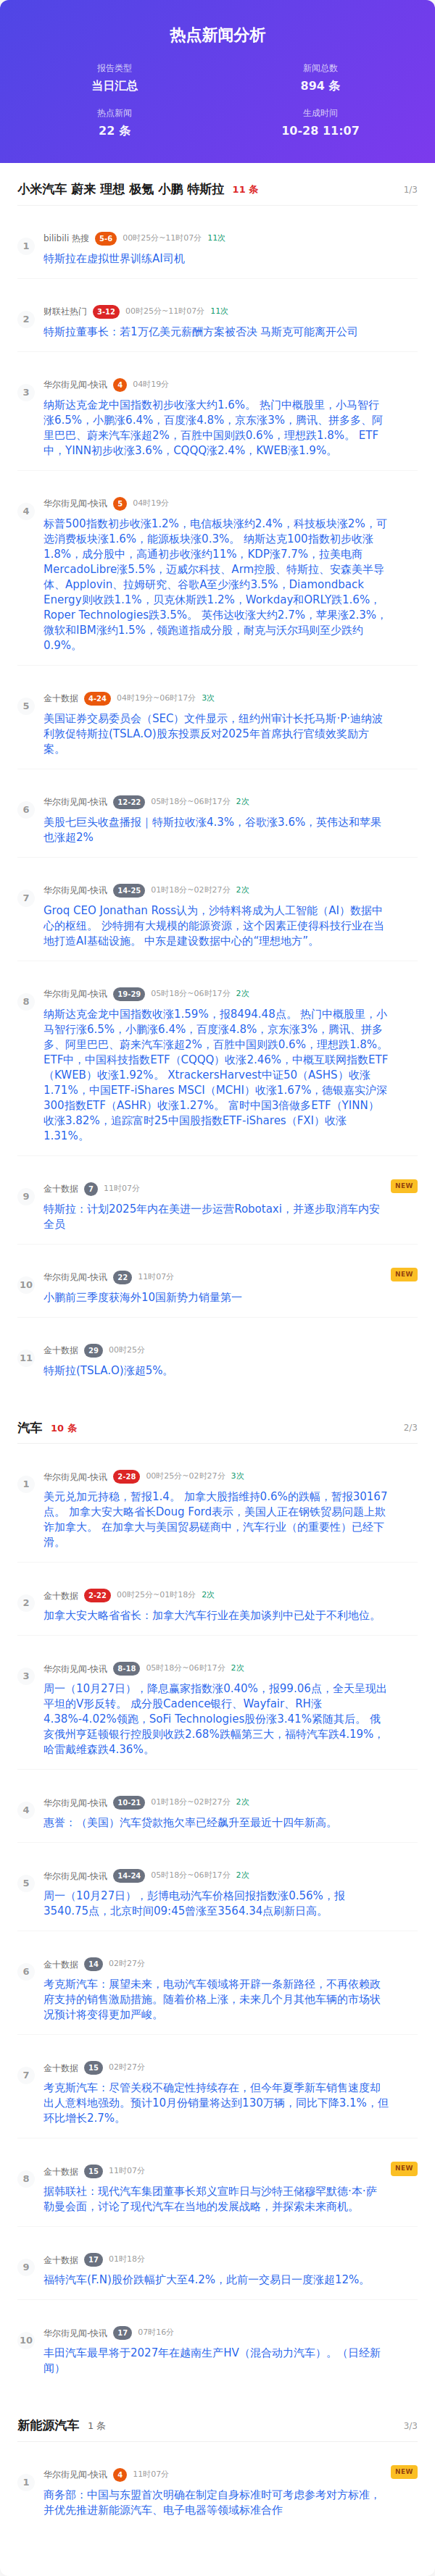 热点新闻分析
报告类型
新闻总数
当日汇总
894 条
热点新闻
生成时间
22 条
10-28 11:07
小米汽车 蔚来 理想 极氪 小鹏 特斯拉 11 条 1/3
1
bilibili 热搜 5-6 00时25分~11时07分 11次
特斯拉在虚拟世界训练AI司机
2
财联社热门 3-12 00时25分~11时07分 11次
特斯拉董事长：若1万亿美元薪酬方案被否决 马斯克可能离开公司
3
华尔街见闻-快讯 4 04时19分
纳斯达克金龙中国指数初步收涨大约1.6%。 热门中概股里，小马智行
涨6.5%，小鹏涨6.4%，百度涨4.8%，京东涨3%，腾讯、拼多多、阿
里巴巴、蔚来汽车涨超2%，百胜中国则跌0.6%，理想跌1.8%。 ETF
中，YINN初步收涨3.6%，CQQQ涨2.4%，KWEB涨1.9%。
4
华尔街见闻-快讯 5 04时19分
标普500指数初步收涨1.2%，电信板块涨约2.4%，科技板块涨2%，可
选消费板块涨1.6%，能源板块涨0.3%。 纳斯达克100指数初步收涨
1.8%，成分股中，高通初步收涨约11%，KDP涨7.7%，拉美电商
MercadoLibre涨5.5%，迈威尔科技、Arm控股、特斯拉、安森美半导
体、Applovin、拉姆研究、谷歌A至少涨约3.5%，Diamondback
Energy则收跌1.1%，贝克休斯跌1.2%，Workday和ORLY跌1.6%，
Roper Technologies跌3.5%。 英伟达收涨大约2.7%，苹果涨2.3%，
微软和IBM涨约1.5%，领跑道指成分股，耐克与沃尔玛则至少跌约
0.9%。
5
金十数据 4-24 04时19分~06时17分 3次
美国证券交易委员会（SEC）文件显示，纽约州审计长托马斯·P·迪纳波
利敦促特斯拉(TSLA.O)股东投票反对2025年首席执行官绩效奖励方
案。
6
华尔街见闻-快讯 12-22 05时18分~06时17分 2次
美股七巨头收盘播报｜特斯拉收涨4.3%，谷歌涨3.6%，英伟达和苹果
也涨超2%
7
华尔街见闻-快讯 14-25 01时18分~02时27分 2次
Groq CEO Jonathan Ross认为，沙特料将成为人工智能（AI）数据中
心的枢纽。 沙特拥有大规模的能源资源，这个因素正使得科技行业在当
地打造AI基础设施。 中东是建设数据中心的“理想地方”。
8
华尔街见闻-快讯 19-29 05时18分~06时17分 2次
纳斯达克金龙中国指数收涨1.59%，报8494.48点。 热门中概股里，小
马智行涨6.5%，小鹏涨6.4%，百度涨4.8%，京东涨3%，腾讯、拼多
多、阿里巴巴、蔚来汽车涨超2%，百胜中国则跌0.6%，理想跌1.8%。
ETF中，中国科技指数ETF（CQQQ）收涨2.46%，中概互联网指数ETF
（KWEB）收涨1.92%。 XtrackersHarvest中证50（ASHS）收涨
1.71%，中国ETF-iShares MSCI（MCHI）收涨1.67%，德银嘉实沪深
300指数ETF（ASHR）收涨1.27%。 富时中国3倍做多ETF（YINN）
收涨3.82%，追踪富时25中国股指数ETF-iShares（FXI）收涨
1.31%。
9
金十数据 7 11时07分 NEW
特斯拉：计划2025年内在美进一步运营Robotaxi，并逐步取消车内安
全员
10
华尔街见闻-快讯 22 11时07分 NEW
小鹏前三季度获海外10国新势力销量第一
11
金十数据 29 00时25分
特斯拉(TSLA.O)涨超5%。
汽车 10 条 2/3
1
华尔街见闻-快讯 2-28 00时25分~02时27分 3次
美元兑加元持稳，暂报1.4。 加拿大股指维持0.6%的跌幅，暂报30167
点。 加拿大安大略省长Doug Ford表示，美国人正在钢铁贸易问题上欺
诈加拿大。 在加拿大与美国贸易磋商中，汽车行业（的重要性）已经下
滑。
2
金十数据 2-22 00时25分~01时18分 2次
加拿大安大略省省长：加拿大汽车行业在美加谈判中已处于不利地位。
3
华尔街见闻-快讯 8-18 05时18分~06时17分 2次
周一（10月27日），降息赢家指数涨0.40%，报99.06点，全天呈现出
平坦的V形反转。 成分股Cadence银行、Wayfair、RH涨
4.38%-4.02%领跑，SoFi Technologies股份涨3.41%紧随其后。 俄
亥俄州亨廷顿银行控股则收跌2.68%跌幅第三大，福特汽车跌4.19%，
哈雷戴维森跌4.36%。
4
华尔街见闻-快讯 10-21 01时18分~02时27分 2次
惠誉：（美国）汽车贷款拖欠率已经飙升至最近十四年新高。
5
华尔街见闻-快讯 14-24 05时18分~06时17分 2次
周一（10月27日），彭博电动汽车价格回报指数涨0.56%，报
3540.75点，北京时间09:45曾涨至3564.34点刷新日高。
6
金十数据 14 02时27分
考克斯汽车：展望未来，电动汽车领域将开辟一条新路径，不再依赖政
府支持的销售激励措施。随着价格上涨，未来几个月其他车辆的市场状
况预计将变得更加严峻。
7
金十数据 15 02时27分
考克斯汽车：尽管关税不确定性持续存在，但今年夏季新车销售速度却
出人意料地强劲。预计10月份销量将达到130万辆，同比下降3.1%，但
环比增长2.7%。
8
金十数据 15 11时07分 NEW
据韩联社：现代汽车集团董事长郑义宣昨日与沙特王储穆罕默德·本·萨
勒曼会面，讨论了现代汽车在当地的发展战略，并探索未来商机。
9
金十数据 17 01时18分
福特汽车(F.N)股价跌幅扩大至4.2%，此前一交易日一度涨超12%。
10
华尔街见闻-快讯 17 07时16分
丰田汽车最早将于2027年在越南生产HV（混合动力汽车）。（日经新
闻）
新能源汽车 1 条 3/3
1
华尔街见闻-快讯 4 11时07分 NEW
商务部：中国与东盟首次明确在制定自身标准时可考虑参考对方标准，
并优先推进新能源汽车、电子电器等领域标准合作